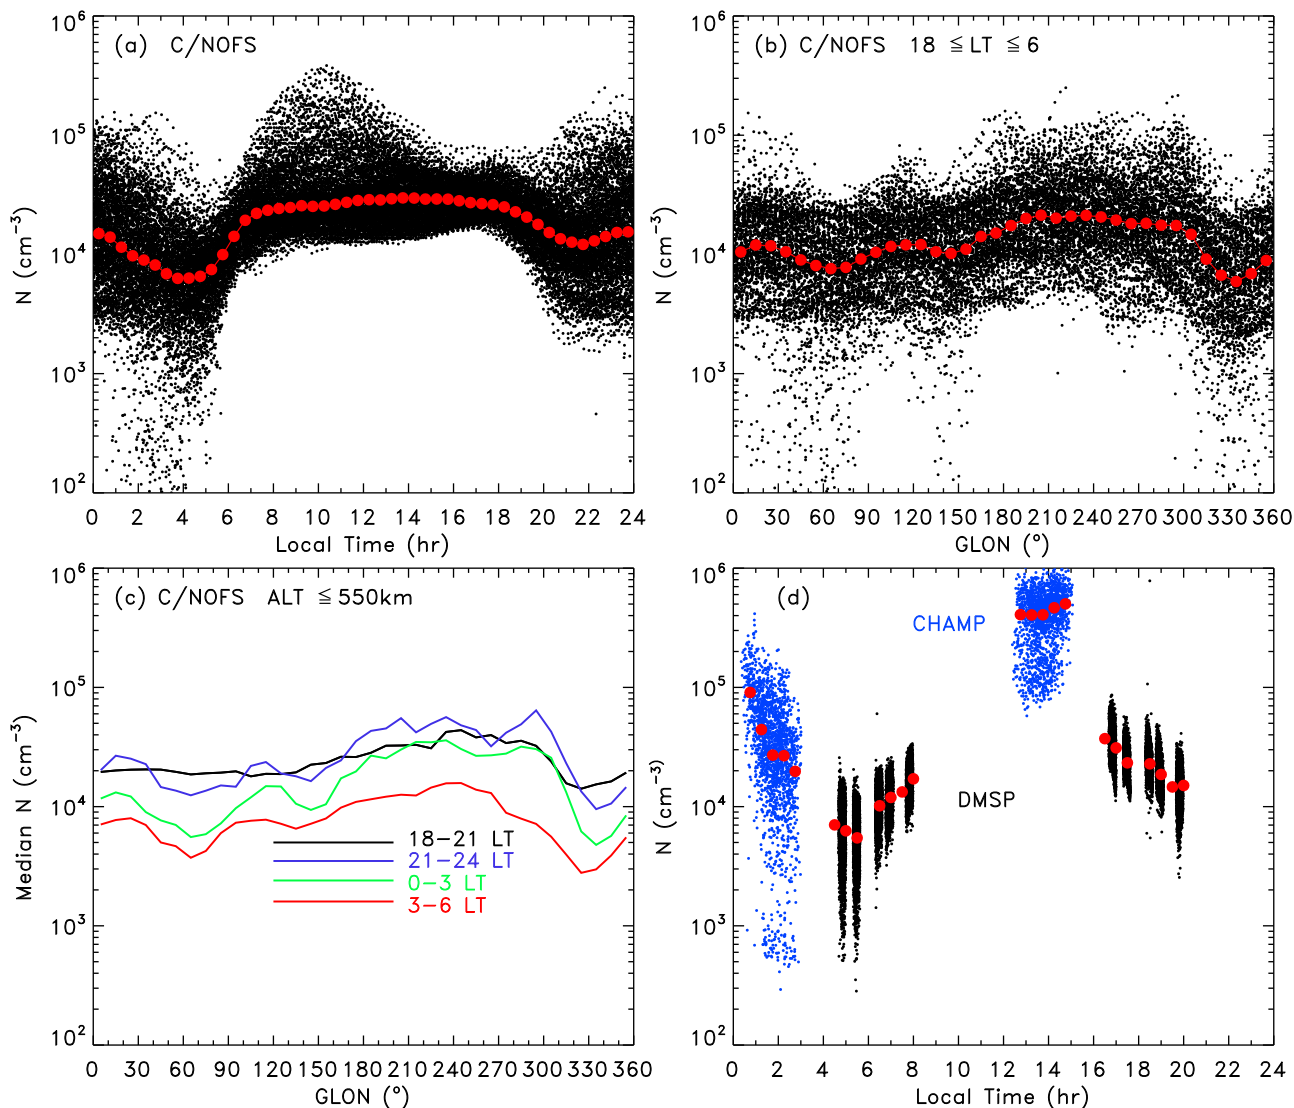 10⁶
10⁵
10⁴
10³
10²
N (cm⁻³)
(a) C/NOFS
0 2 4 6 8 10 12 14 16 18 20 22 24
Local Time (hr)
10⁶
10⁵
10⁴
10³
10²
N (cm⁻³)
(b) C/NOFS 18 ≦ LT ≦ 6
0 30 60 90 120 150 180 210 240 270 300 330 360
GLON (°)
10⁶
10⁵
10⁴
10³
10²
Median N (cm⁻³)
(c) C/NOFS ALT ≦ 550km
18−21 LT
21−24 LT
0−3 LT
3−6 LT
0 30 60 90 120 150 180 210 240 270 300 330 360
GLON (°)
10⁶
10⁵
10⁴
10³
10²
N (cm⁻³)
(d)
CHAMP
DMSP
0 2 4 6 8 10 12 14 16 18 20 22 24
Local Time (hr)